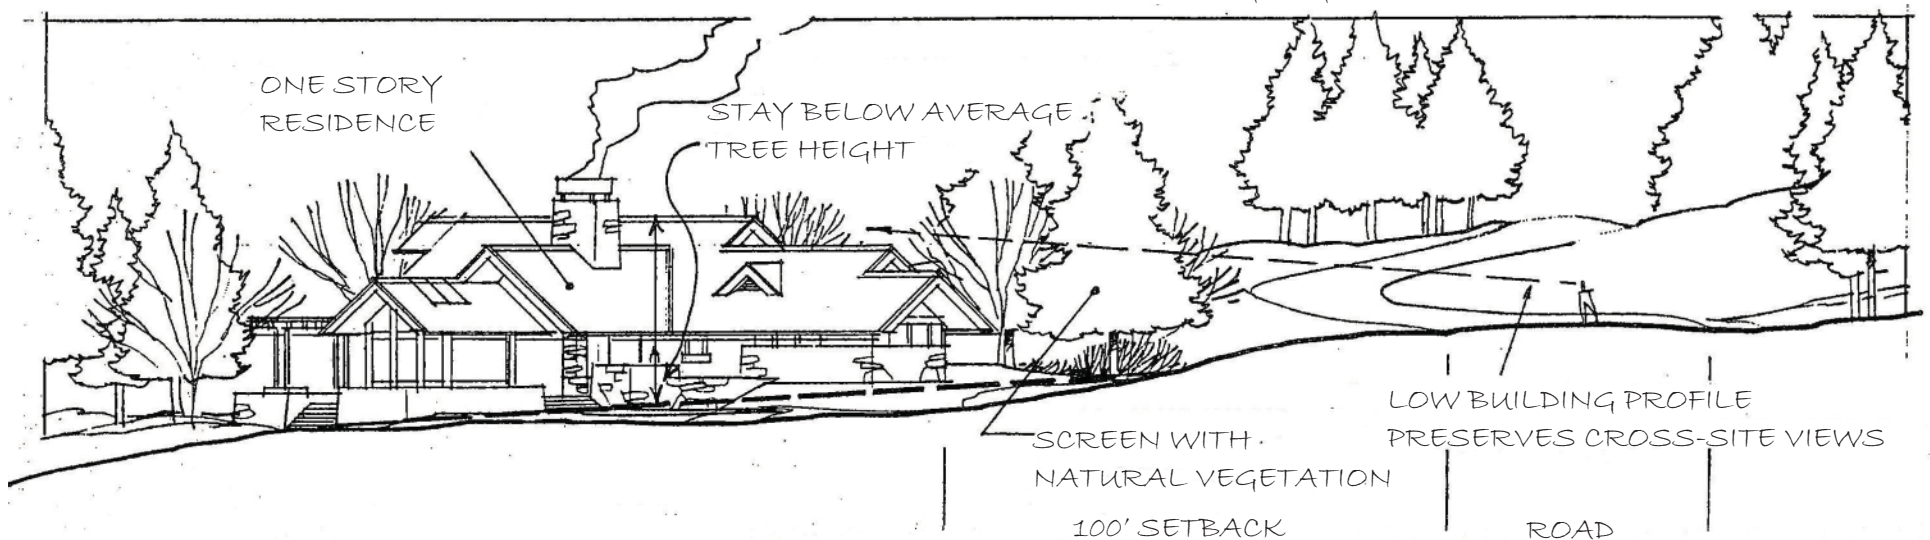 ONE STORY
RESIDENCE
STAY BELOW AVERAGE
TREE HEIGHT
SCREEN WITH
NATURAL VEGETATION
100' SETBACK
LOW BUILDING PROFILE
PRESERVES CROSS-SITE VIEWS
ROAD